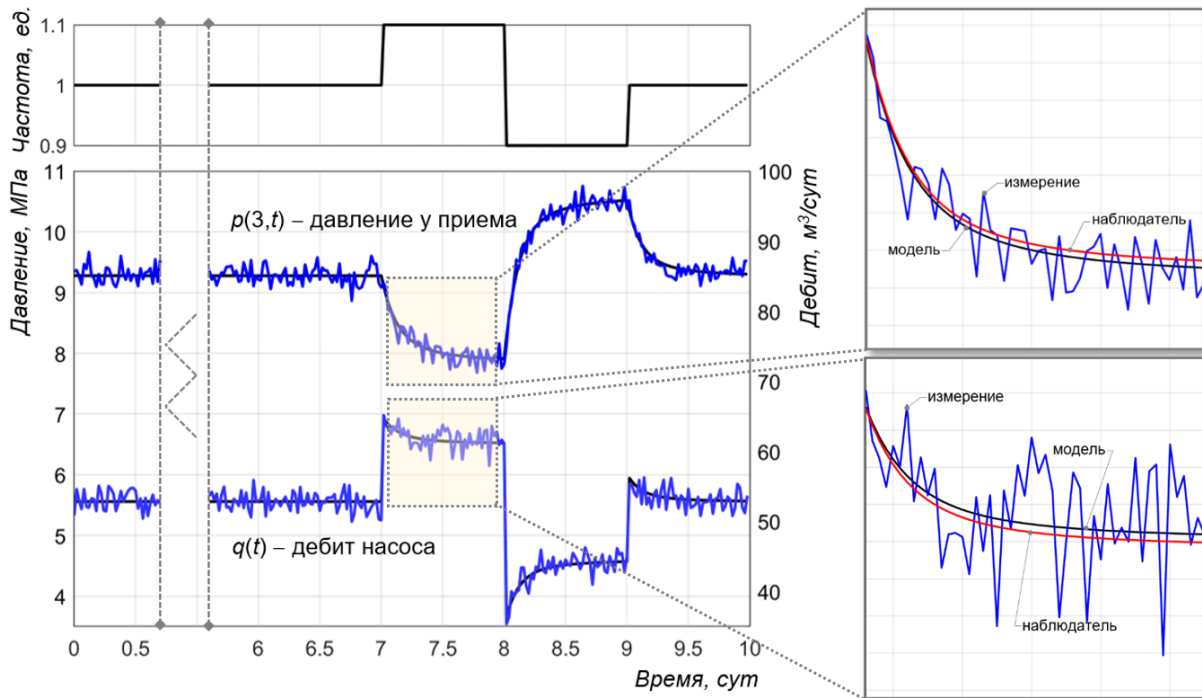 Частота, ед.
1.1
1
0.9
Давление, МПа
11
10
9
8
7
6
5
4
p(3,t) – давление у приема
q(t) – дебит насоса
100
90
80
70
60
50
40
Дебит, м³/сут
0 0.5 6 6.5 7 7.5 8 8.5 9 9.5 10
Время, сут
измерение
наблюдатель
модель
измерение
модель
наблюдатель